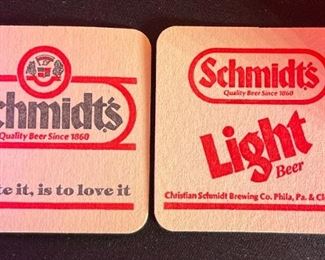 chmidt's
Quality Beer Since 1860
te it, is to love it
Schmidt's
Quality Beer Since 1860
Light
Beer
Christian Schmidt Brewing Co. Phila, Pa. & Cl